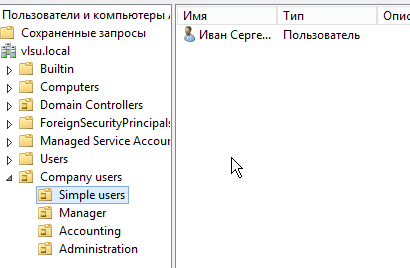 Пользователи и компьютеры
Сохраненные запросы
vlsu.local
Builtin
Computers
Domain Controllers
ForeignSecurityPrincipals
Managed Service Accou
Users
Company users
Simple users
Manager
Accounting
Administration
Имя Тип Опис
Иван Серге... Пользователь